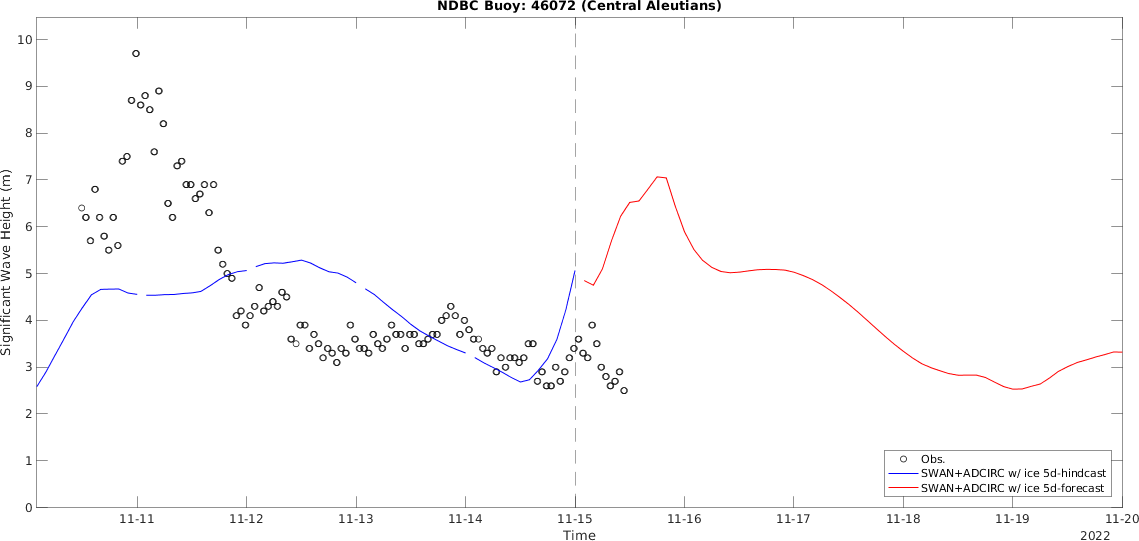 NDBC Buoy: 46072 (Central Aleutians)
Significant Wave Height (m)
10
9
8
7
6
5
4
3
2
1
0
Obs.
SWAN+ADCIRC w/ ice 5d-hindcast
SWAN+ADCIRC w/ ice 5d-forecast
11-11 11-12 11-13 11-14 11-15 11-16 11-17 11-18 11-19 11-20
Time
2022